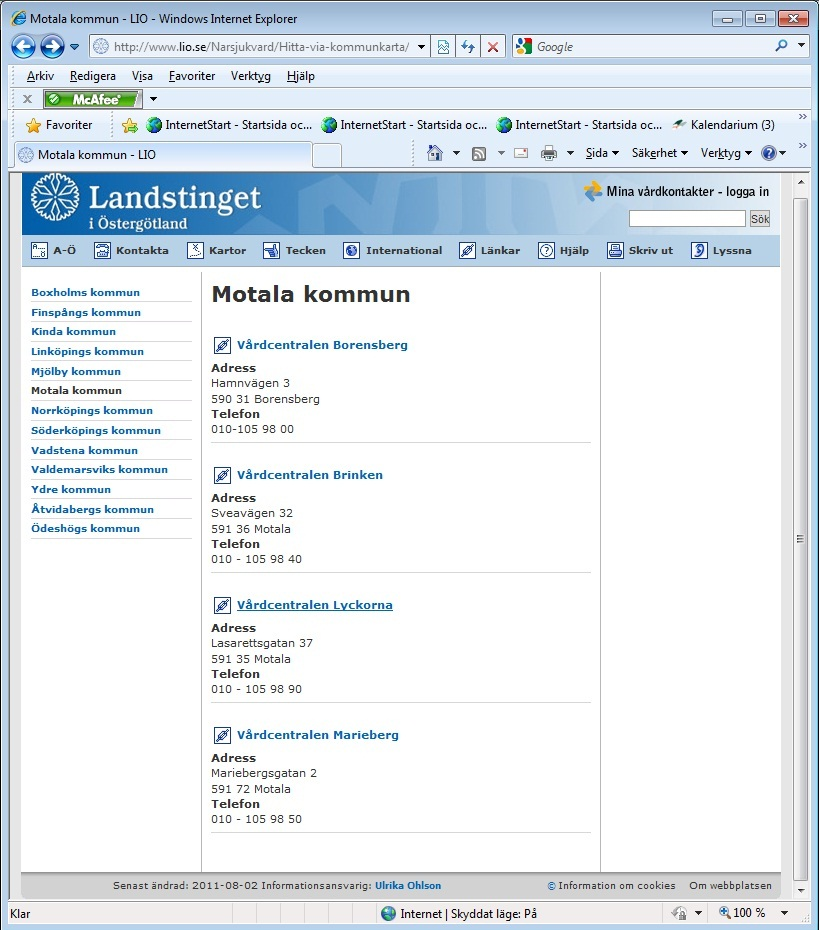 Motala kommun - LIO - Windows Internet Explorer
http://www.lio.se/Narsjukvard/Hitta-via-kommunkarta/
Google
Arkiv Redigera Visa Favoriter Verktyg Hjälp
x McAfee
Favoriter InternetStart - Startsida oc... InternetStart - Startsida oc... InternetStart - Startsida oc... Kalendarium (3)
Motala kommun - LIO
Sida Säkerhet Verktyg
Landstinget
i Östergötland
Mina vårdkontakter - logga in
Sök
A-Ö Kontakta Kartor Tecken International Länkar Hjälp Skriv ut Lyssna
Boxholms kommun
Finspångs kommun
Kinda kommun
Linköpings kommun
Mjölby kommun
Motala kommun
Norrköpings kommun
Söderköpings kommun
Vadstena kommun
Valdemarsviks kommun
Ydre kommun
Åtvidabergs kommun
Ödeshögs kommun
Motala kommun
Vårdcentralen Borensberg
Adress
Hamnvägen 3
590 31 Borensberg
Telefon
010-105 98 00
Vårdcentralen Brinken
Adress
Sveavägen 32
591 36 Motala
Telefon
010 - 105 98 40
Vårdcentralen Lyckorna
Adress
Lasarettsgatan 37
591 35 Motala
Telefon
010 - 105 98 90
Vårdcentralen Marieberg
Adress
Mariebergsgatan 2
591 72 Motala
Telefon
010 - 105 98 50
Senast ändrad: 2011-08-02 Informationsansvarig: Ulrika Ohlson
© Information om cookies Om webbplatsen
Klar
Internet | Skyddat läge: På
100 %